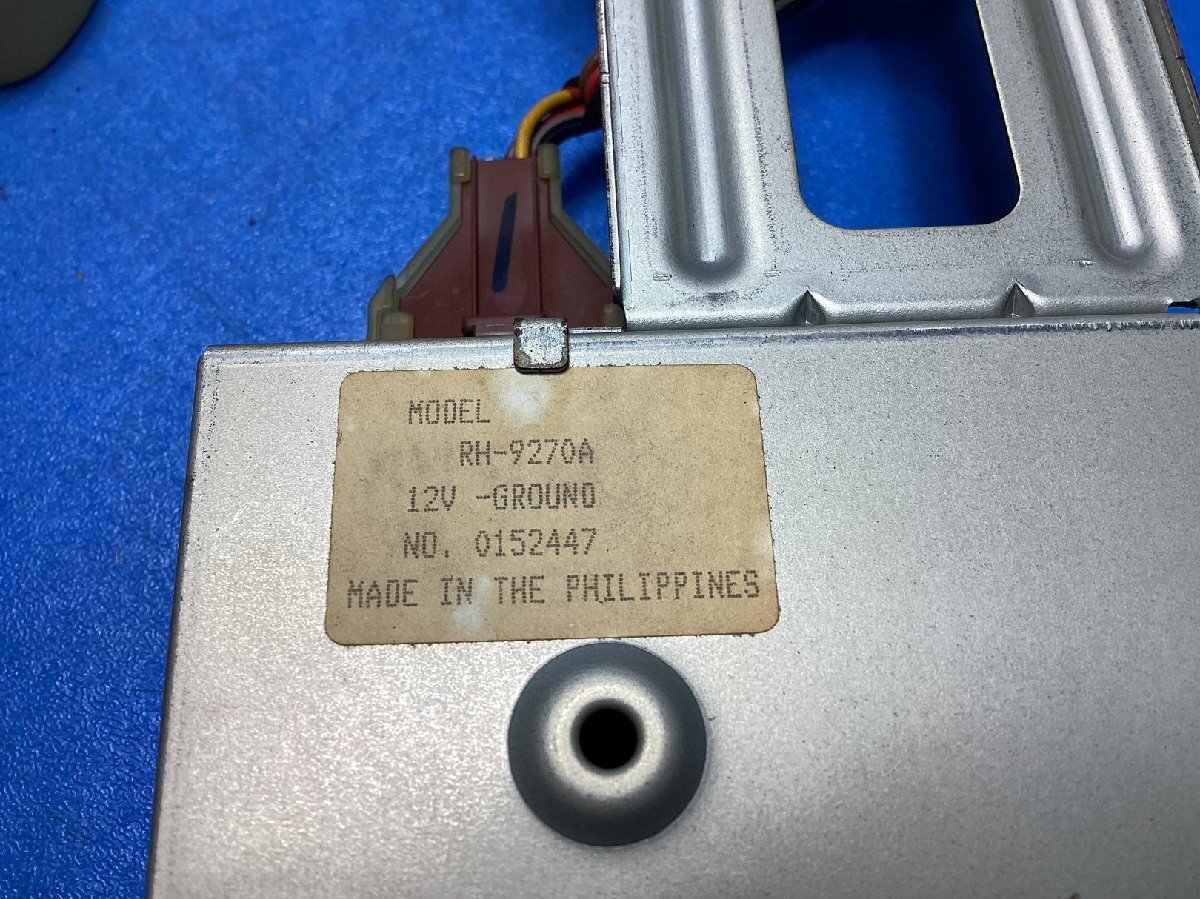 MODEL
RH-9270A
12V -GROUND
NO. 0152447
MADE IN THE PHILIPPINES